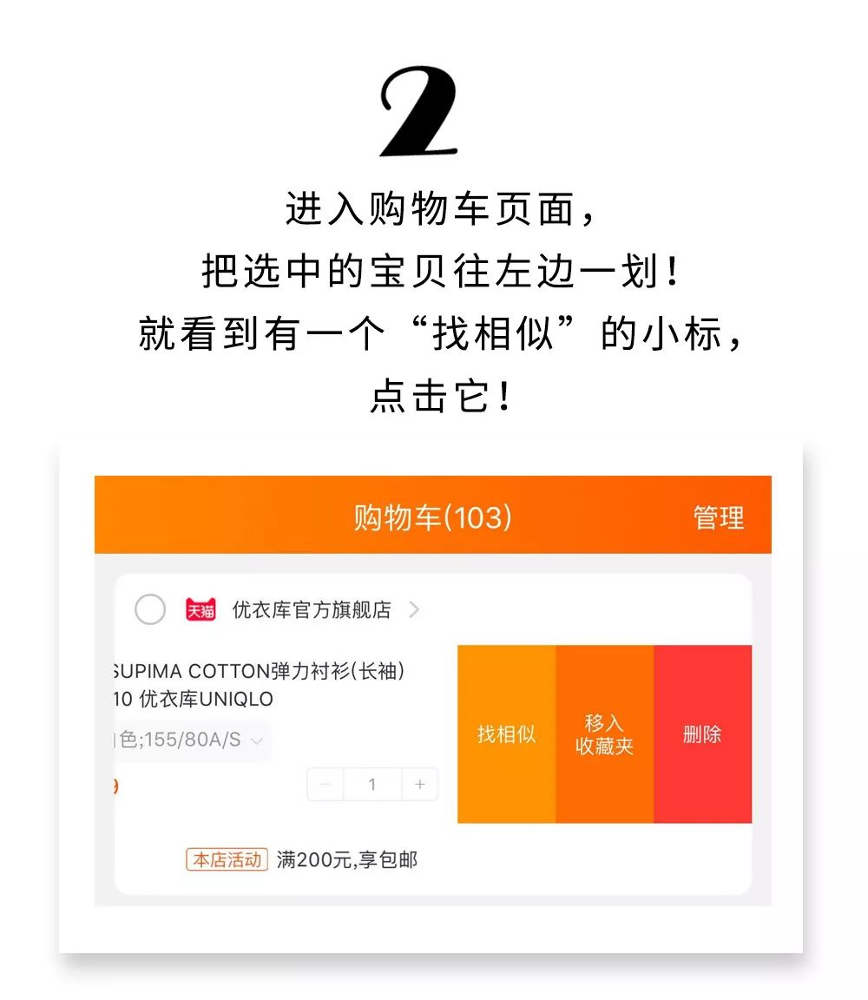 2
进入购物车页面，
把选中的宝贝往左边一划！
就看到有一个“找相似”的小标，
点击它！
购物车(103)
管理
天猫 优衣库官方旗舰店
SUPIMA COTTON弹力衬衫(长袖)
10 优衣库UNIQLO
色;155/80A/S
9
1
找相似
移入
收藏夹
删除
本店活动 满200元,享包邮